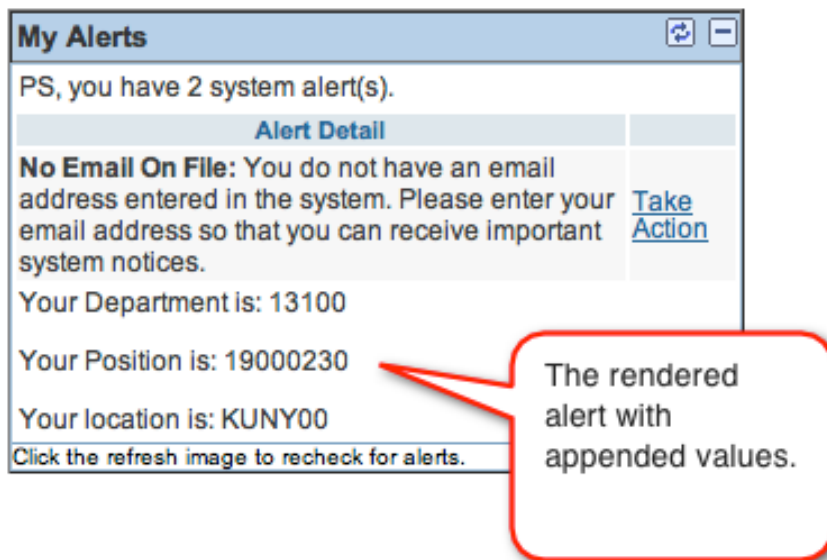 My Alerts
PS, you have 2 system alert(s).
Alert Detail
No Email On File: You do not have an email
address entered in the system. Please enter your
email address so that you can receive important
system notices.
Take
Action
Your Department is: 13100
Your Position is: 19000230
Your location is: KUNY00
Click the refresh image to recheck for alerts.
The rendered
alert with
appended values.